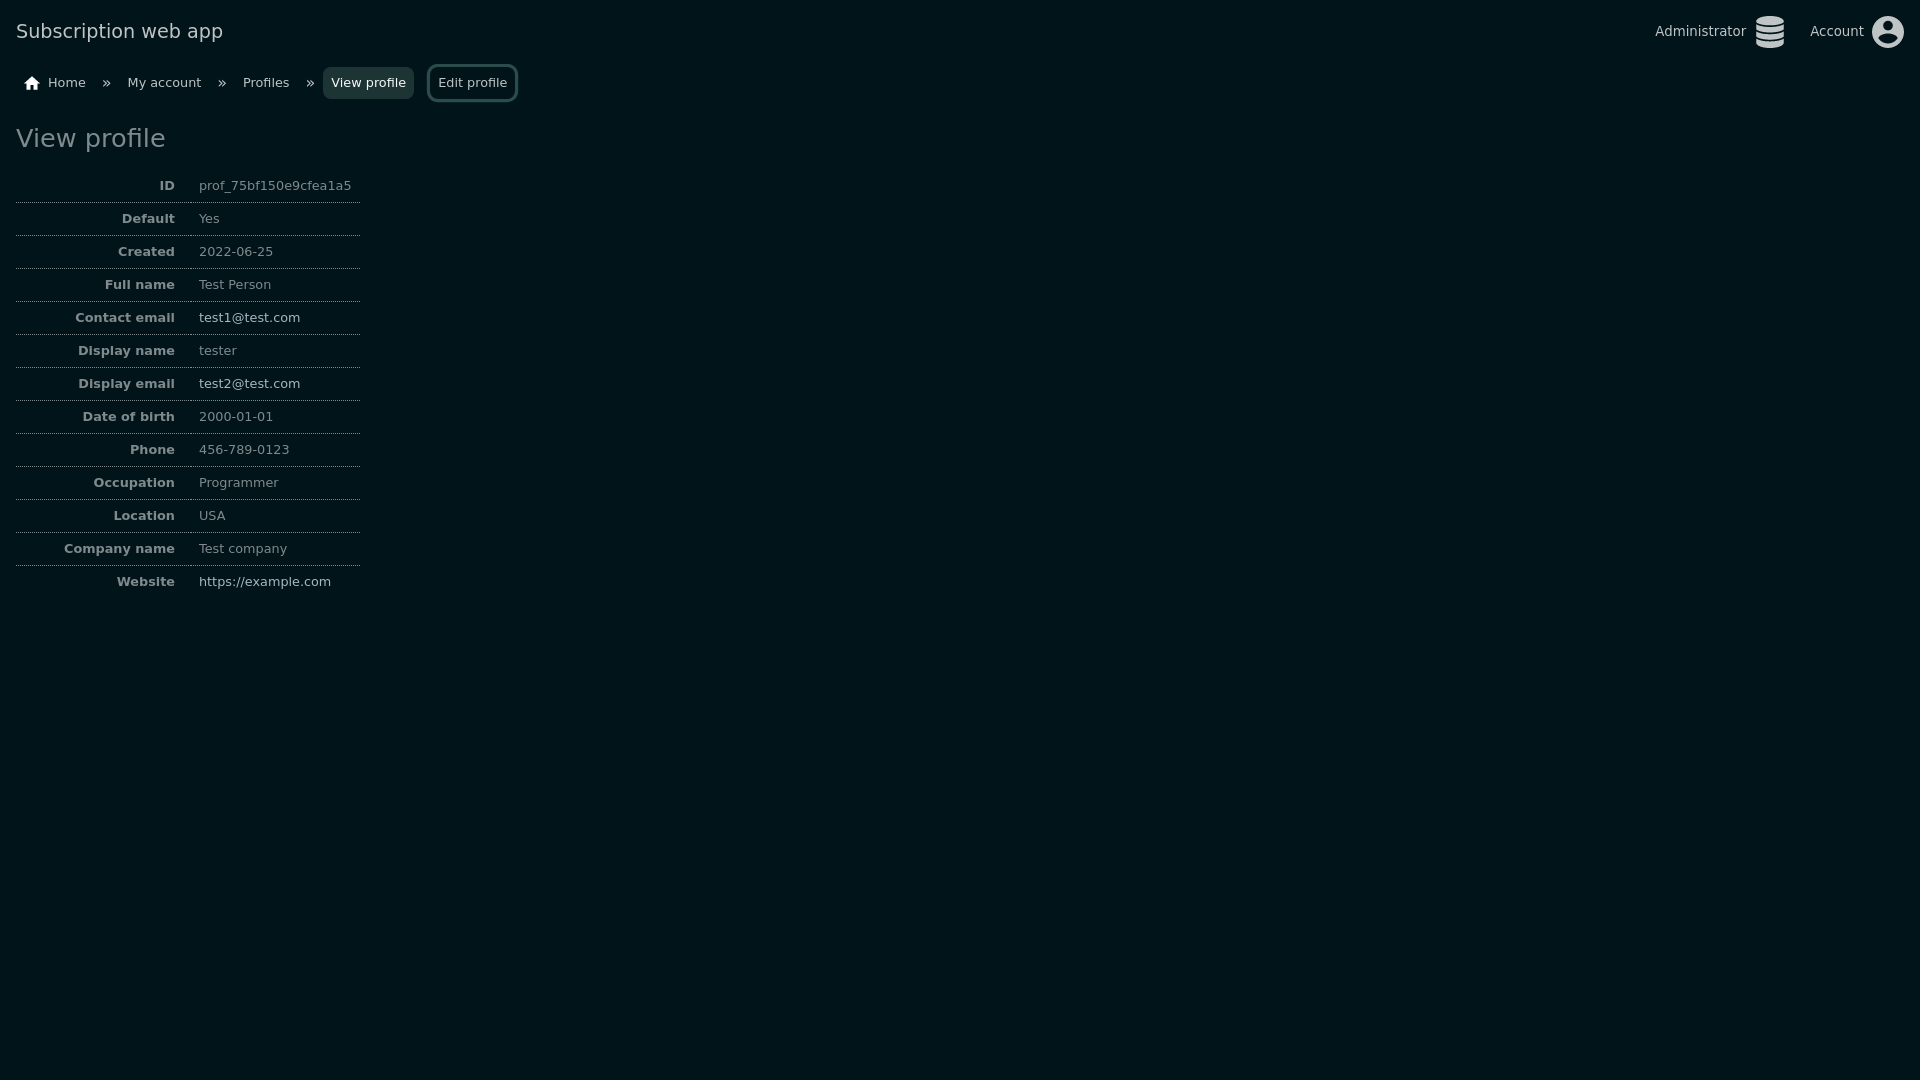 Subscription web app
Administrator
Account
Home » My account » Profiles » View profile Edit profile
View profile
ID prof_75bf150e9cfea1a5
Default Yes
Created 2022-06-25
Full name Test Person
Contact email test1@test.com
Display name tester
Display email test2@test.com
Date of birth 2000-01-01
Phone 456-789-0123
Occupation Programmer
Location USA
Company name Test company
Website https://example.com